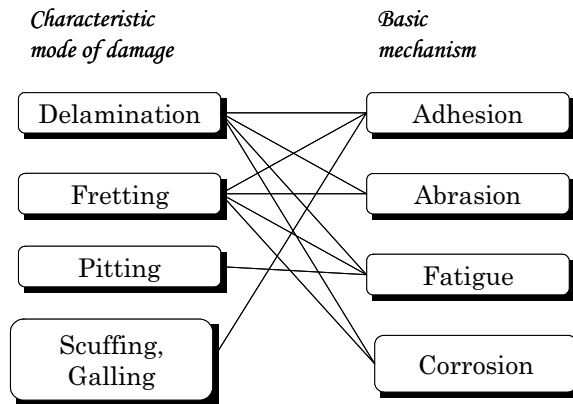 Characteristic
mode of damage
Basic
mechanism
Delamination
Adhesion
Fretting
Abrasion
Pitting
Fatigue
Scuffing,
Galling
Corrosion